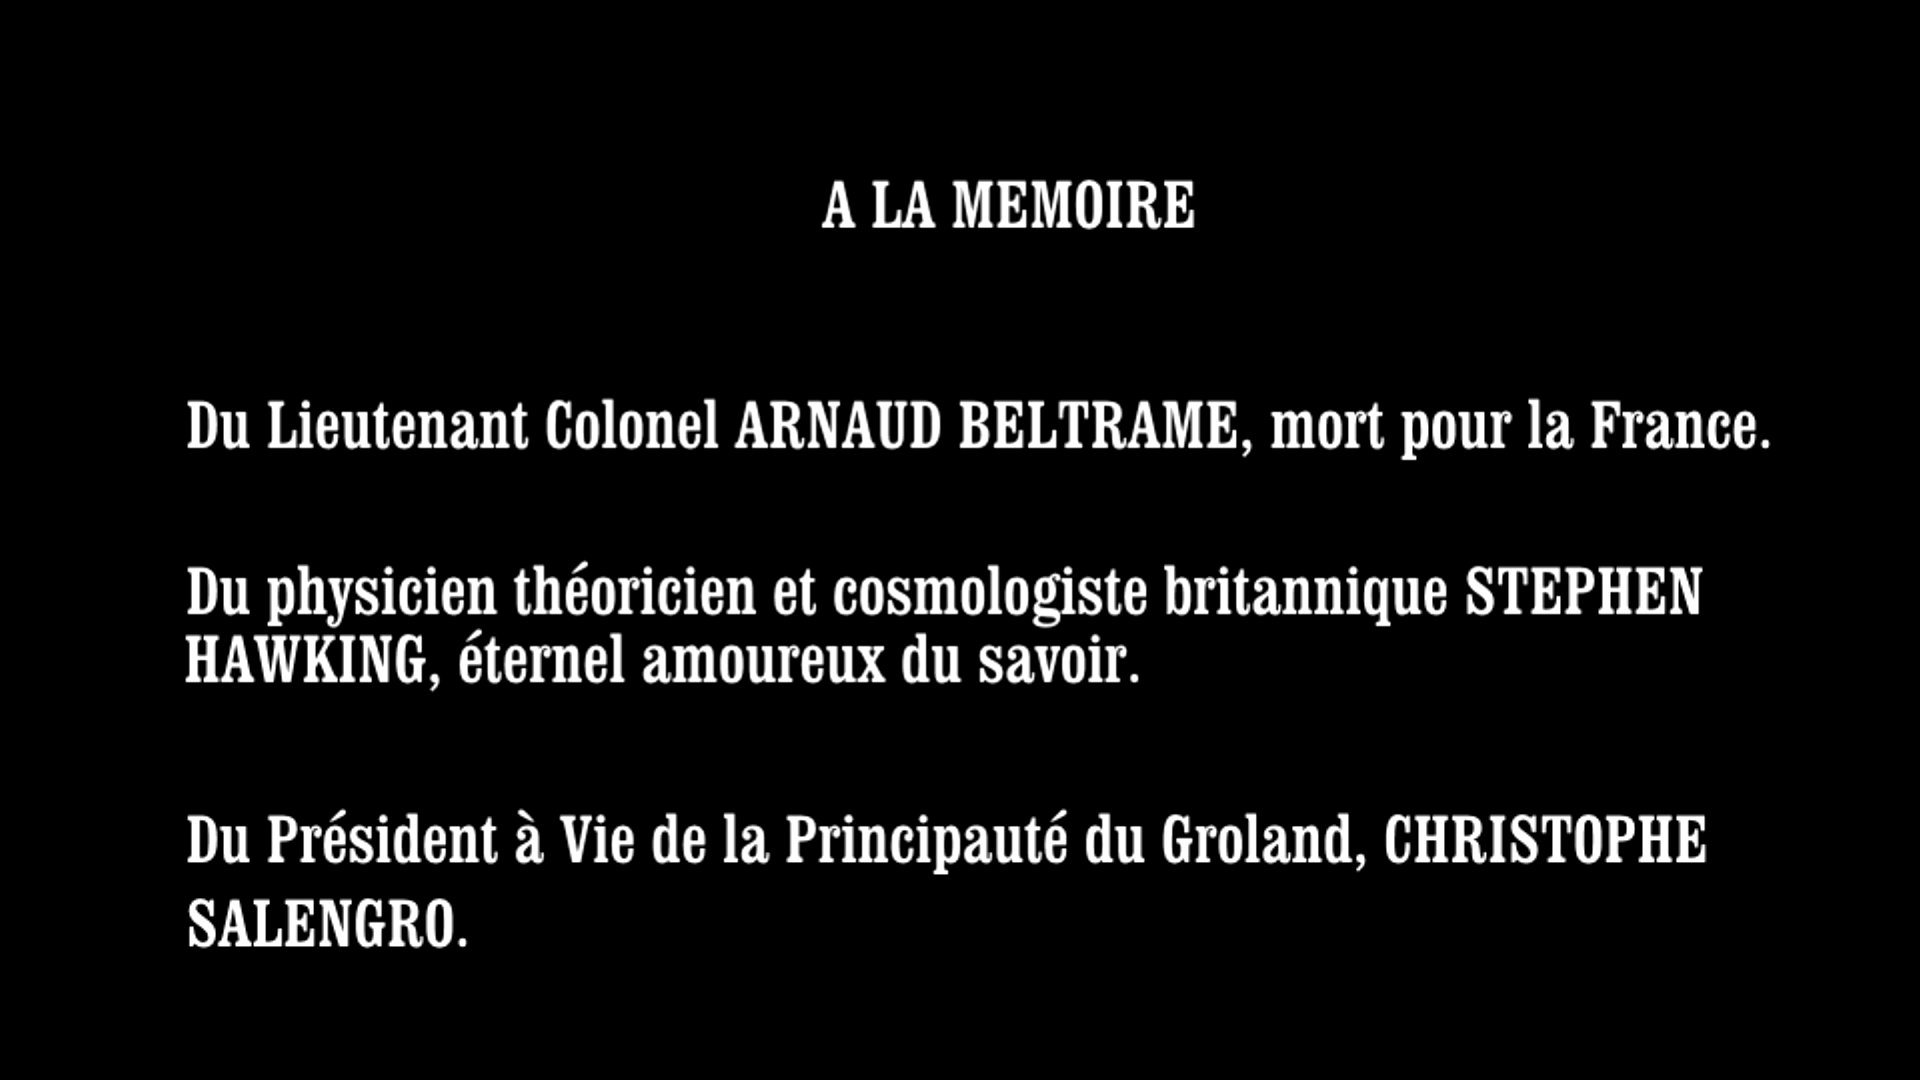 A LA MEMOIRE
Du Lieutenant Colonel ARNAUD BELTRAME, mort pour la France.
Du physicien théoricien et cosmologiste britannique STEPHEN
HAWKING, éternel amoureux du savoir.
Du Président à Vie de la Principauté du Groland, CHRISTOPHE
SALENGRO.